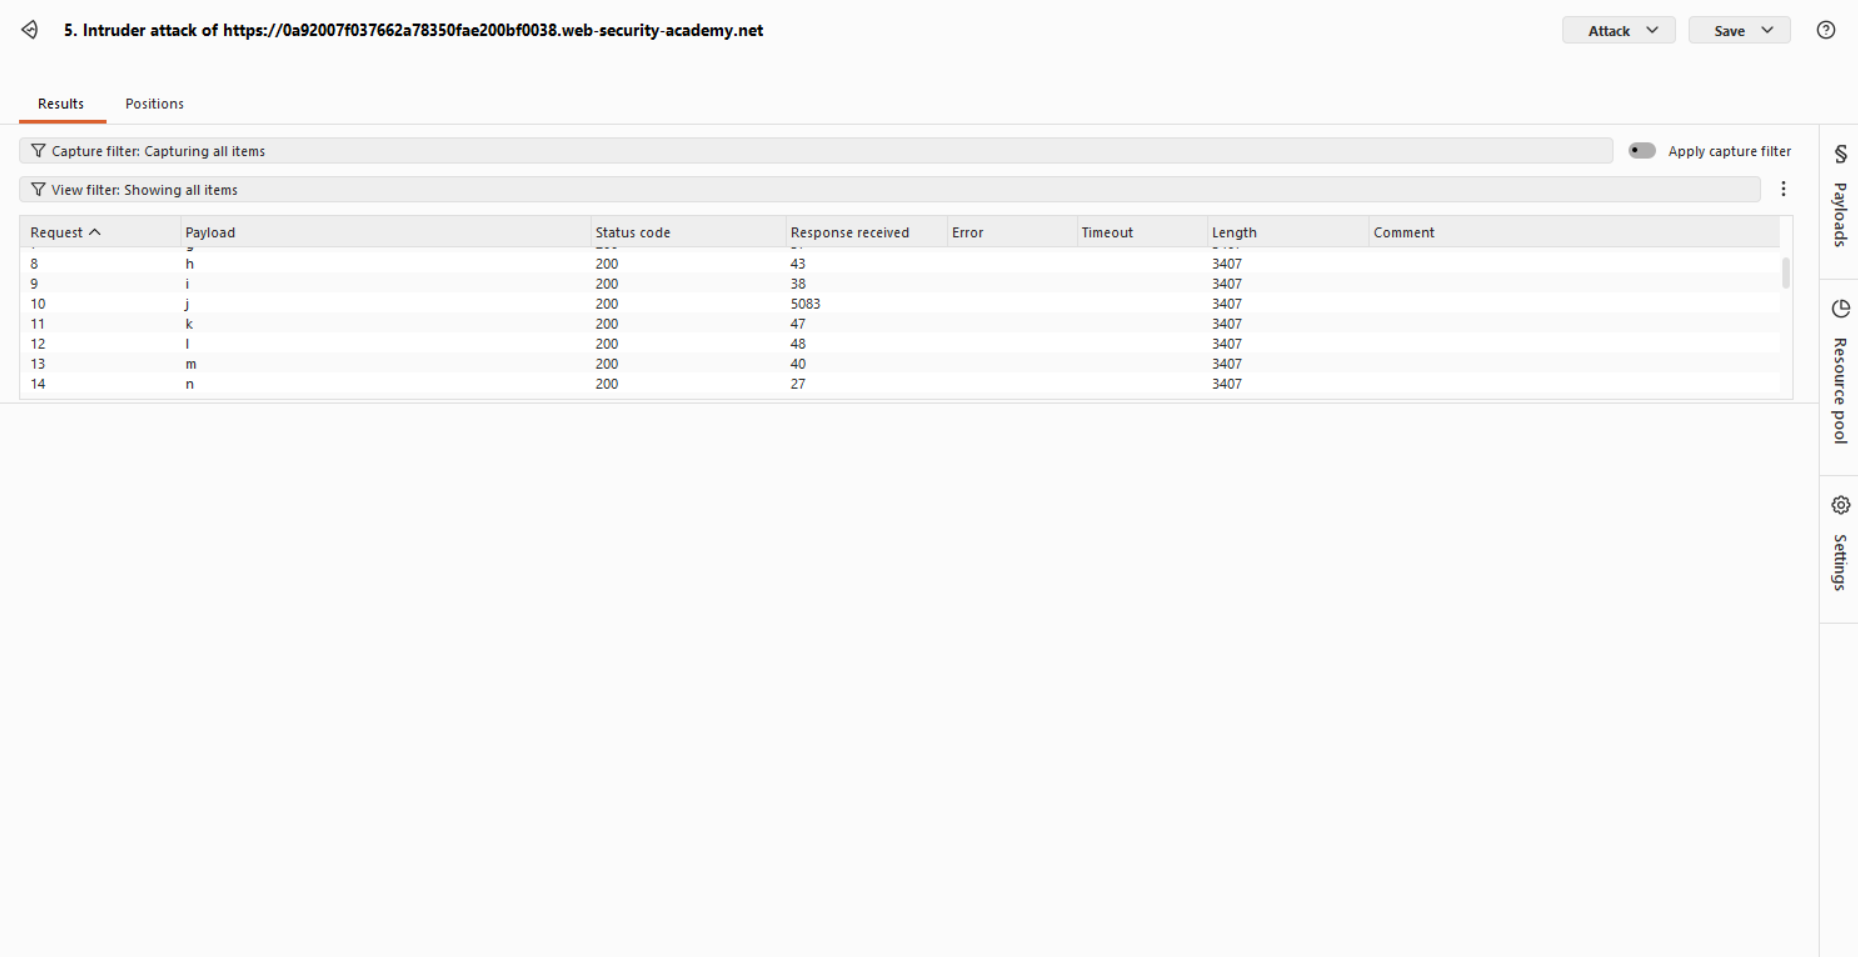 5. Intruder attack of https://0a92007f037662a78350fae200bf0038.web-security-academy.net
Attack
Save
Results Positions
Capture filter: Capturing all items
Apply capture filter
View filter: Showing all items
Request Payload Status code Response received Error Timeout Length Comment
8 h 200 43 3407
9 i 200 38 3407
10 j 200 5083 3407
11 k 200 47 3407
12 l 200 48 3407
13 m 200 40 3407
14 n 200 27 3407
Payloads
Resource pool
Settings